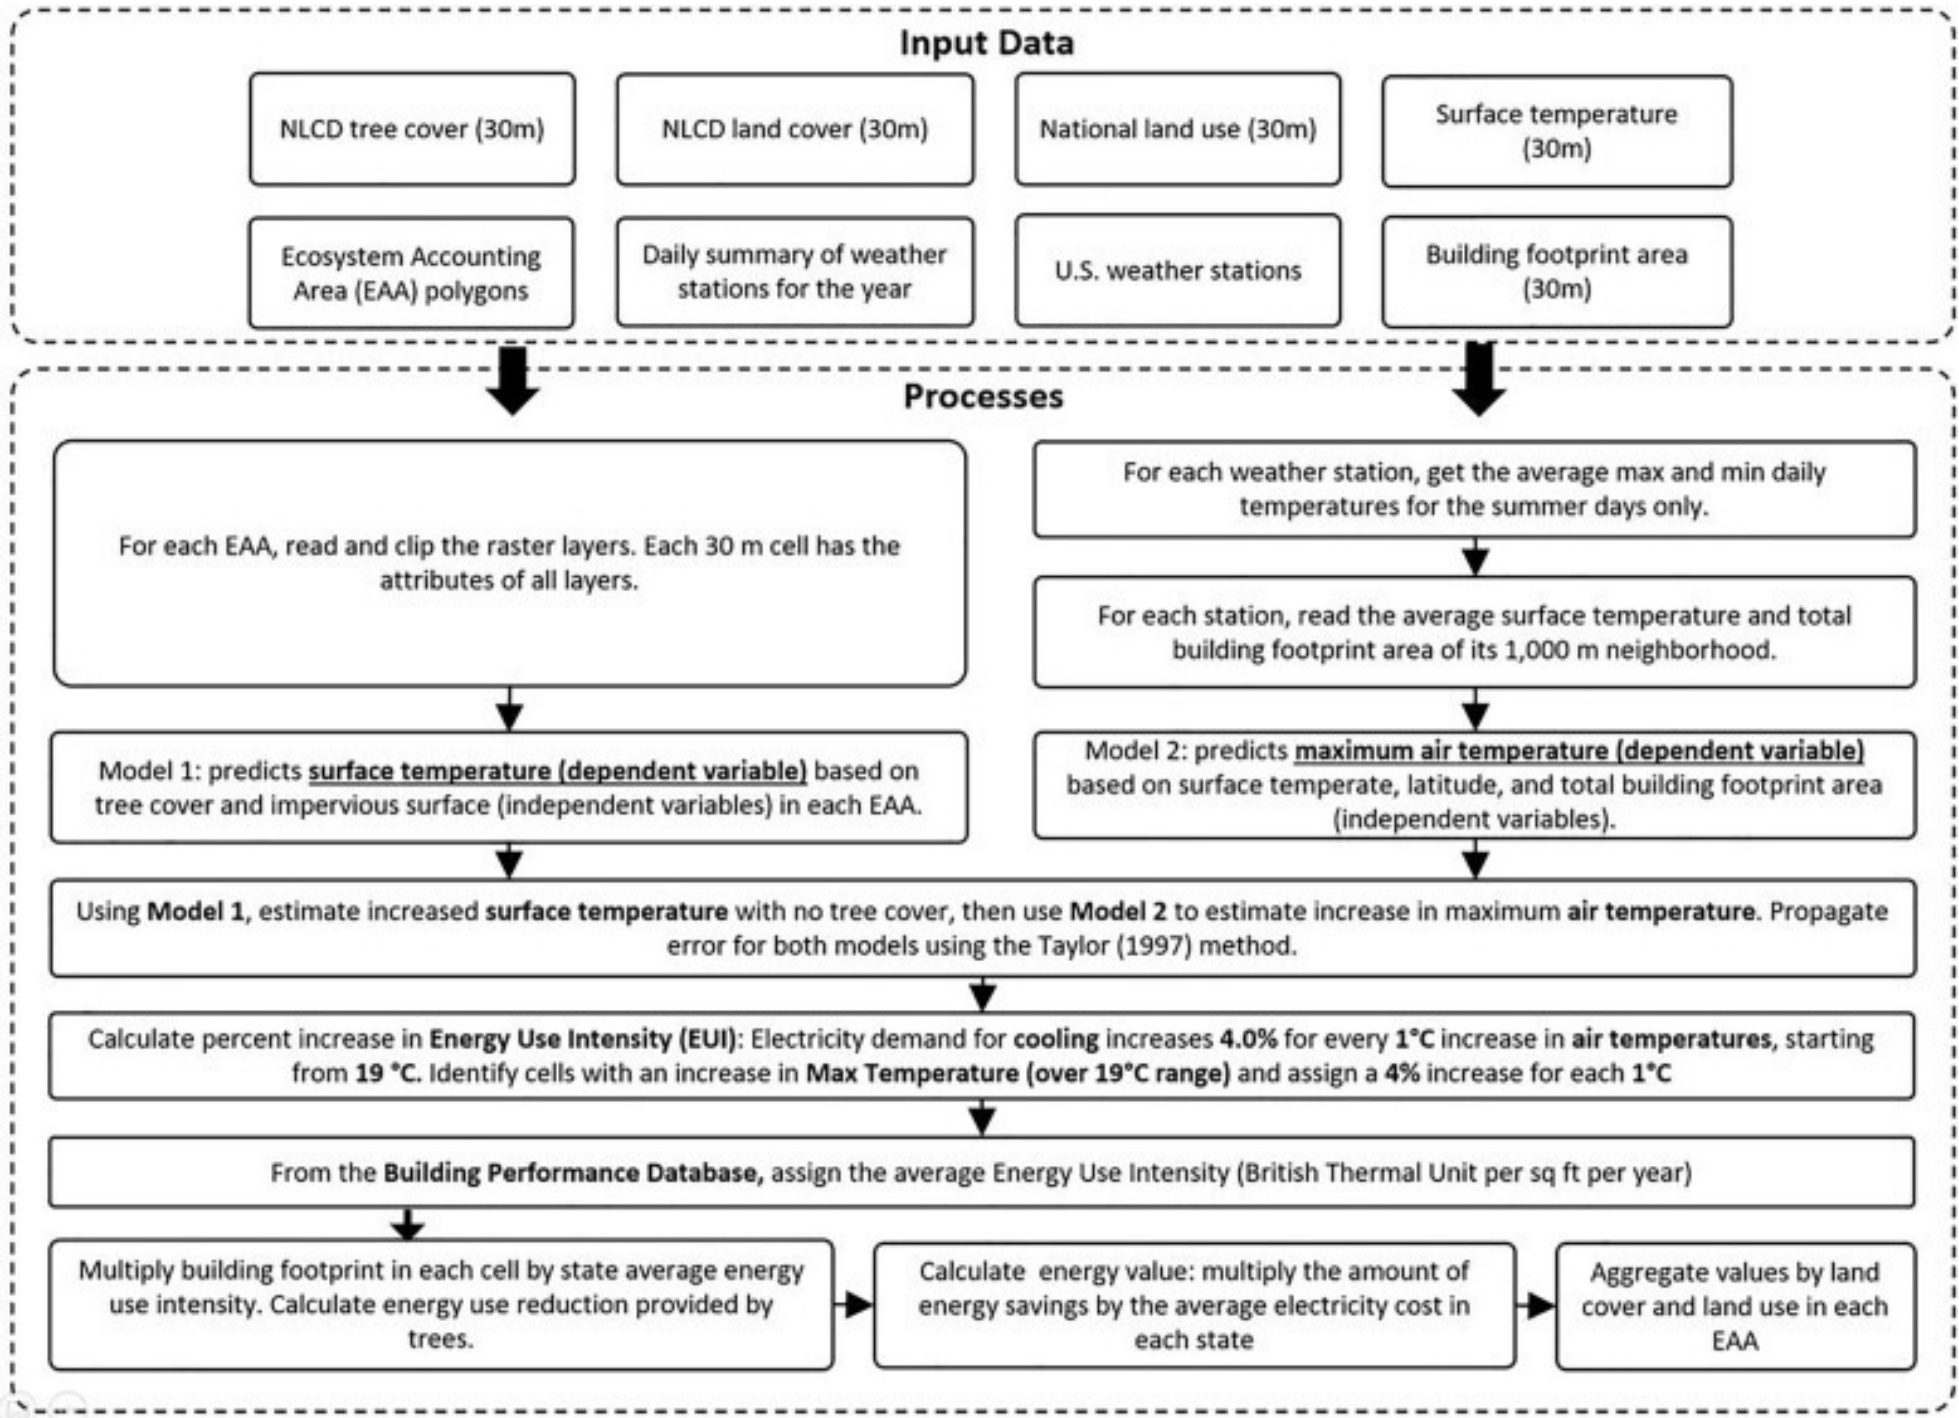 Input Data
NLCD tree cover (30m)
NLCD land cover (30m)
National land use (30m)
Surface temperature
(30m)
Ecosystem Accounting
Area (EAA) polygons
Daily summary of weather
stations for the year
U.S. weather stations
Building footprint area
(30m)
Processes
For each EAA, read and clip the raster layers. Each 30 m cell has the
attributes of all layers.
For each weather station, get the average max and min daily
temperatures for the summer days only.
For each station, read the average surface temperature and total
building footprint area of its 1,000 m neighborhood.
Model 1: predicts surface temperature (dependent variable) based on
tree cover and impervious surface (independent variables) in each EAA.
Model 2: predicts maximum air temperature (dependent variable)
based on surface temperate, latitude, and total building footprint area
(independent variables).
Using Model 1, estimate increased surface temperature with no tree cover, then use Model 2 to estimate increase in maximum air temperature. Propagate
error for both models using the Taylor (1997) method.
Calculate percent increase in Energy Use Intensity (EUI): Electricity demand for cooling increases 4.0% for every 1°C increase in air temperatures, starting
from 19 °C. Identify cells with an increase in Max Temperature (over 19°C range) and assign a 4% increase for each 1°C
From the Building Performance Database, assign the average Energy Use Intensity (British Thermal Unit per sq ft per year)
Multiply building footprint in each cell by state average energy
use intensity. Calculate energy use reduction provided by
trees.
Calculate energy value: multiply the amount of
energy savings by the average electricity cost in
each state
Aggregate values by land
cover and land use in each
EAA